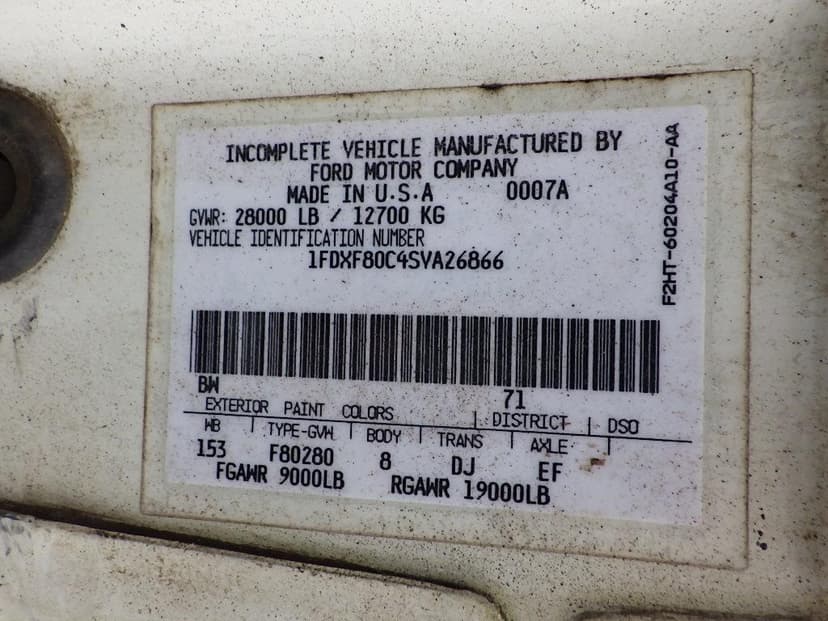 INCOMPLETE VEHICLE MANUFACTURED BY
FORD MOTOR COMPANY
MADE IN U.S.A 0007A
GVWR: 28000 LB / 12700 KG
VEHICLE IDENTIFICATION NUMBER
1FDXF80C4SVA26866
F2HT-60204A10-AA
BW 71
EXTERIOR PAINT COLORS DISTRICT DSO
WB TYPE-GVW BODY TRANS AXLE
153 F80280 8 DJ EF
FGAWR 9000LB RGAWR 19000LB